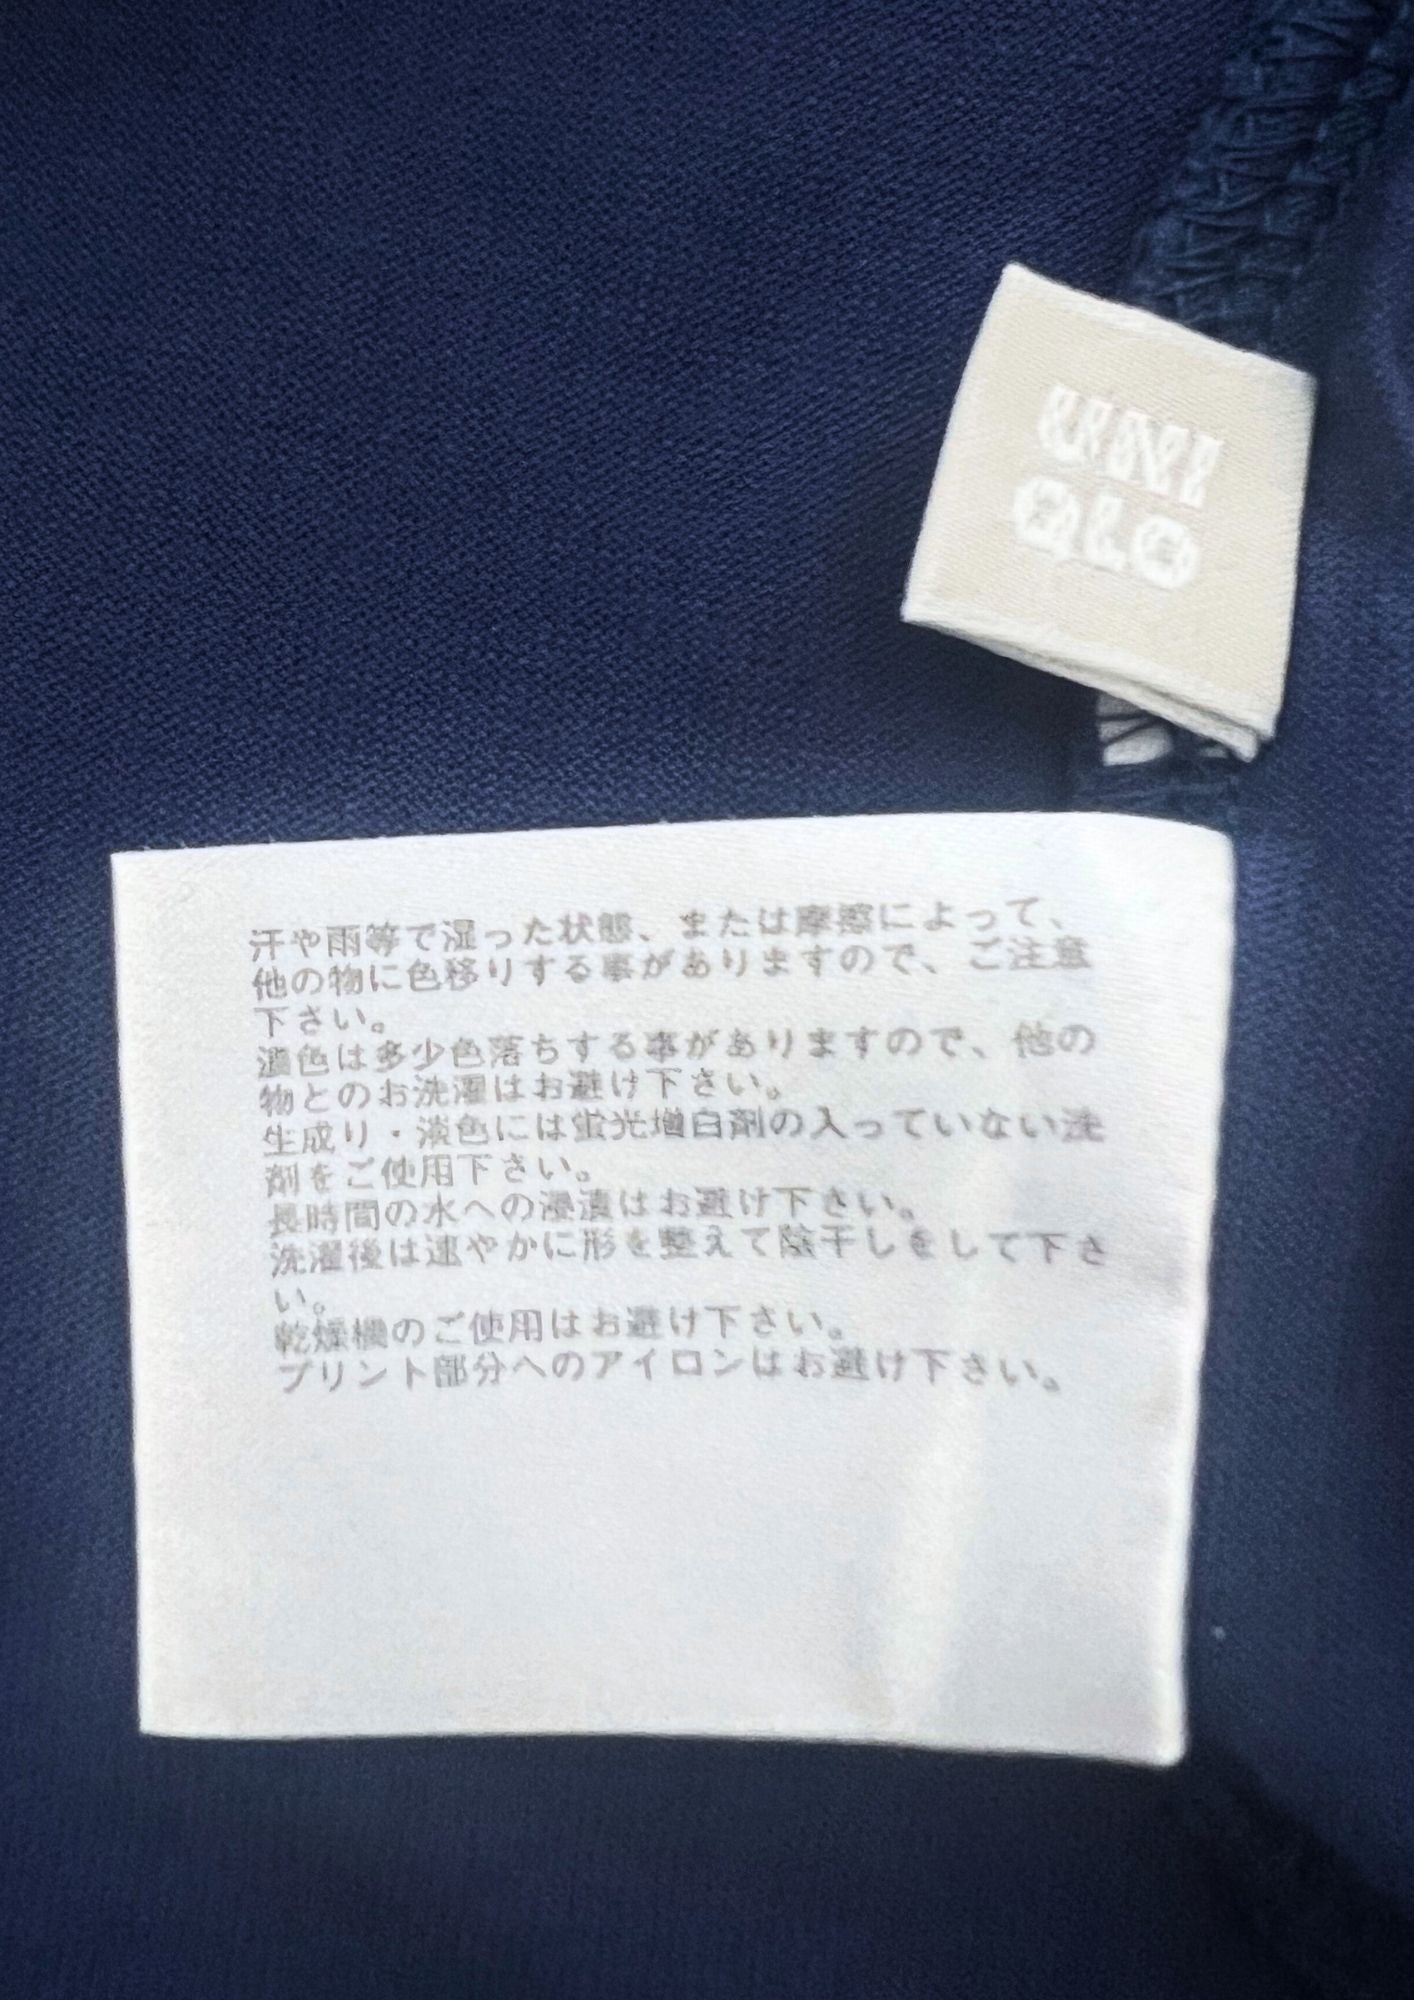 UNI
QLO
汗や雨等で湿った状態、または摩擦によって、
他の物に色移りする事がありますので、ご注意
下さい。
濃色は多少色落ちする事がありますので、他の
物とのお洗濯はお避け下さい。
生成り・淡色には蛍光増白剤の入っていない洗
剤をご使用下さい。
長時間の水への浸漬はお避け下さい。
洗濯後は速やかに形を整えて陰干しをして下さ
い。
乾燥機のご使用はお避け下さい。
プリント部分へのアイロンはお避け下さい。